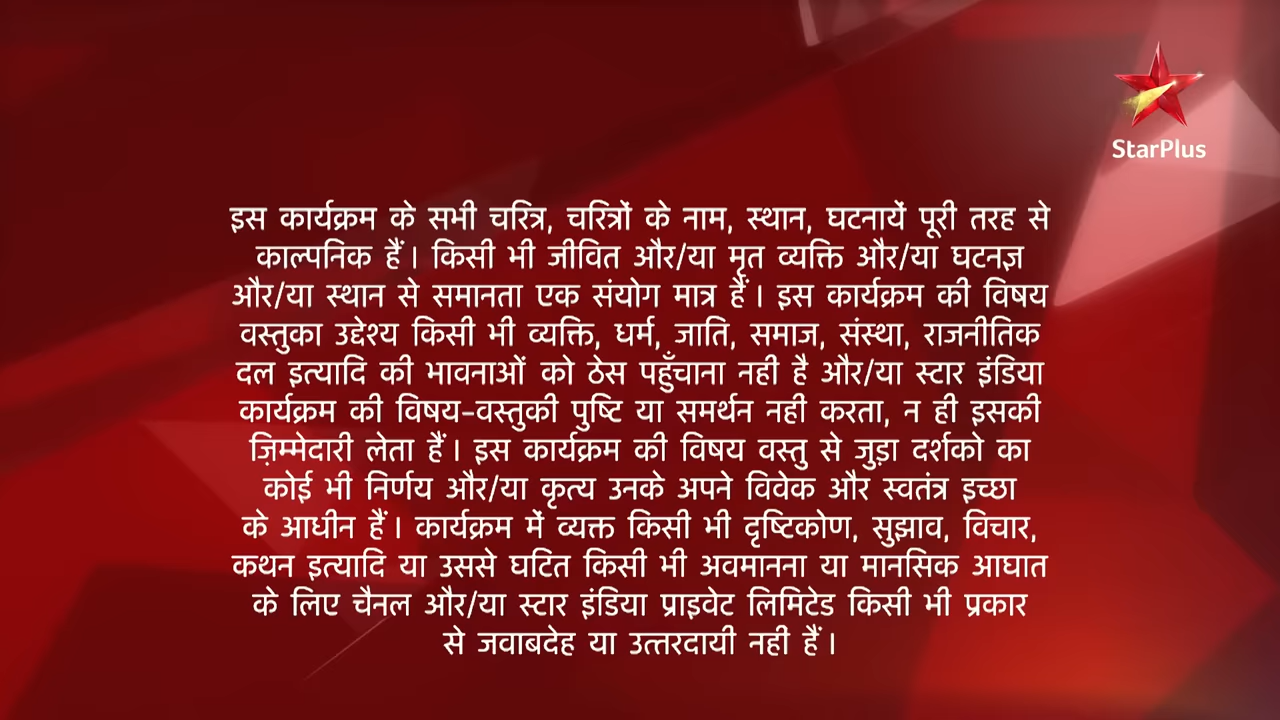 StarPlus
इस कार्यक्रम के सभी चरित्र, चरित्रों के नाम, स्थान, घटनायें पूरी तरह से
काल्पनिक हैं। किसी भी जीवित और/या मृत व्यक्ति और/या घटनज्ञ
और/या स्थान से समानता एक संयोग मात्र हैं। इस कार्यक्रम की विषय
वस्तुका उद्देश्य किसी भी व्यक्ति, धर्म, जाति, समाज, संस्था, राजनीतिक
दल इत्यादि की भावनाओं को ठेस पहुँचाना नही है और/या स्टार इंडिया
कार्यक्रम की विषय-वस्तुकी पुष्टि या समर्थन नही करता, न ही इसकी
ज़िम्मेदारी लेता हैं। इस कार्यक्रम की विषय वस्तु से जुड़ा दर्शको का
कोई भी निर्णय और/या कृत्य उनके अपने विवेक और स्वतंत्र इच्छा
के आधीन हैं। कार्यक्रम में व्यक्त किसी भी दृष्टिकोण, सुझाव, विचार,
कथन इत्यादि या उससे घटित किसी भी अवमानना या मानसिक आघात
के लिए चैनल और/या स्टार इंडिया प्राइवेट लिमिटेड किसी भी प्रकार
से जवाबदेह या उत्तरदायी नही हैं।